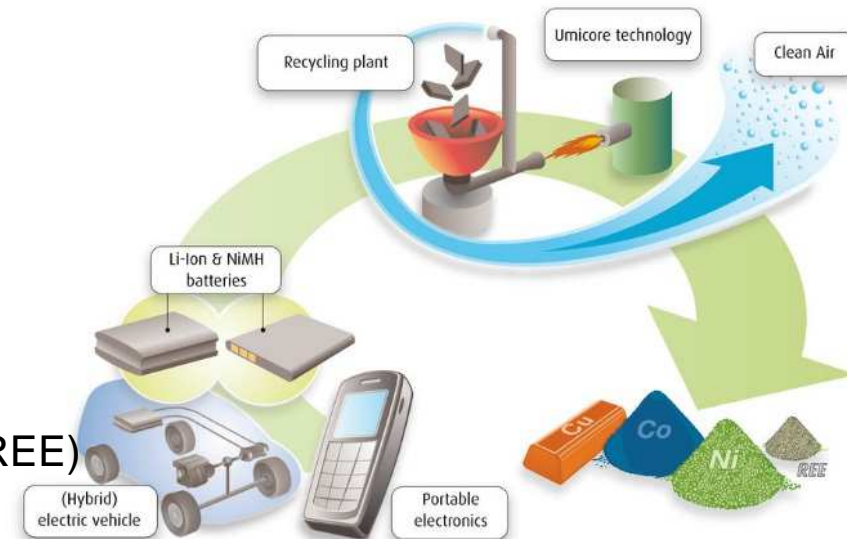 Umicore technology
Recycling plant
Clean Air
Li-Ion & NiMH
batteries
REE)
(Hybrid)
electric vehicle
Portable
electronics
Cu
Co
Ni
REE